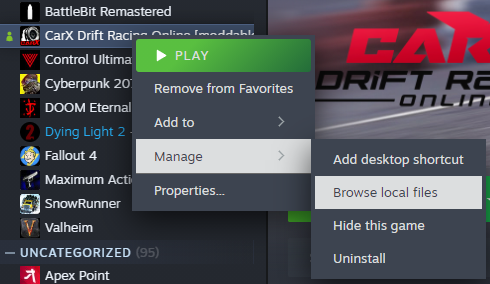 BattleBit Remastered
CarX Drift Racing Online [moddable
Control Ultima
Cyberpunk 207
DOOM Eternal
Dying Light 2 -
Fallout 4
Maximum Actio
SnowRunner
Valheim
UNCATEGORIZED (95)
Apex Point
PLAY
Remove from Favorites
Add to
Manage
Properties...
Add desktop shortcut
Browse local files
Hide this game
Uninstall
CARX
DRIFT RA
ONLIN